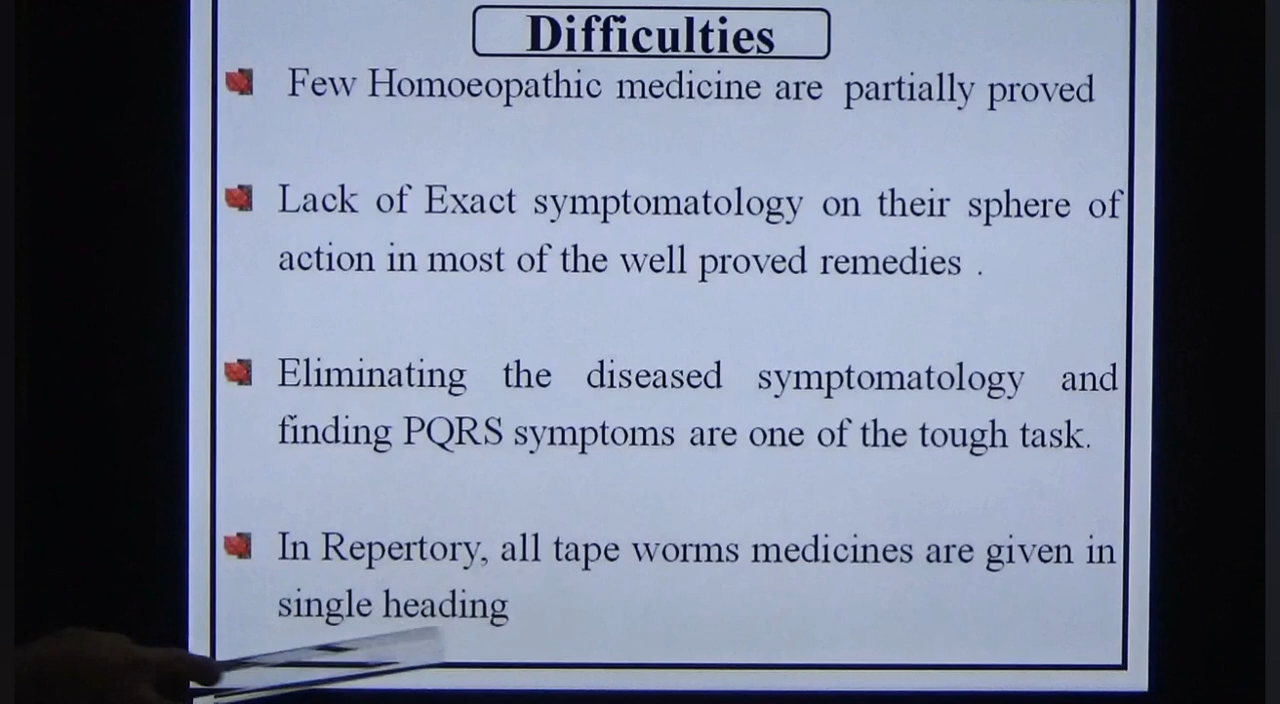 Difficulties
Few Homoeopathic medicine are partially proved
Lack of Exact symptomatology on their sphere of
action in most of the well proved remedies .
Eliminating the diseased symptomatology and
finding PQRS symptoms are one of the tough task.
In Repertory, all tape worms medicines are given in
single heading